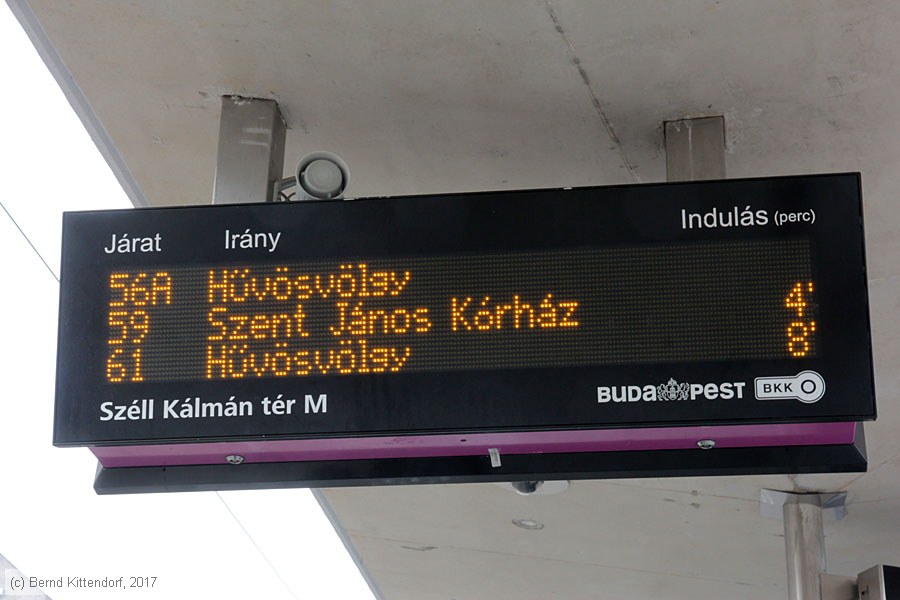 Járat Irány Indulás (perc)
56A Hűvösvölgy
59 Szent János Kórház 4'
61 Hűvösvölgy 8'
Széll Kálmán tér M BUDAPEST BKK
(c) Bernd Kittendorf, 2017